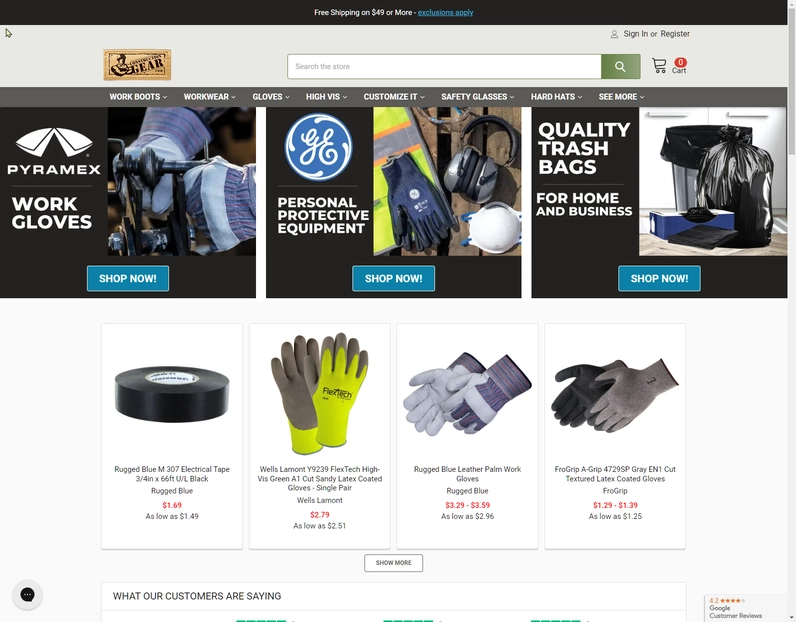 Free Shipping on $49 or More - exclusions apply
Sign In or Register
CONSTRUCTION
GEAR
.COM
Search the store
0
Cart
WORK BOOTS
WORKWEAR
GLOVES
HIGH VIS
CUSTOMIZE IT
SAFETY GLASSES
HARD HATS
SEE MORE
PYRAMEX
WORK
GLOVES
SHOP NOW!
GE
PERSONAL
PROTECTIVE
EQUIPMENT
SHOP NOW!
QUALITY
TRASH
BAGS
FOR HOME
AND BUSINESS
SHOP NOW!
Rugged Blue M 307 Electrical Tape
3/4in x 66ft U/L Black
Rugged Blue
$1.69
As low as $1.49
FlexTech
Wells Lamont Y9239 FlexTech High-
Vis Green A1 Cut Sandy Latex Coated
Gloves - Single Pair
Wells Lamont
$2.79
As low as $2.51
Rugged Blue Leather Palm Work
Gloves
Rugged Blue
$3.29 - $3.59
As low as $2.96
FroGrip A-Grip 4729SP Gray EN1 Cut
Textured Latex Coated Gloves
FroGrip
$1.29 - $1.39
As low as $1.25
SHOW MORE
WHAT OUR CUSTOMERS ARE SAYING
4.2
Google
Customer Reviews